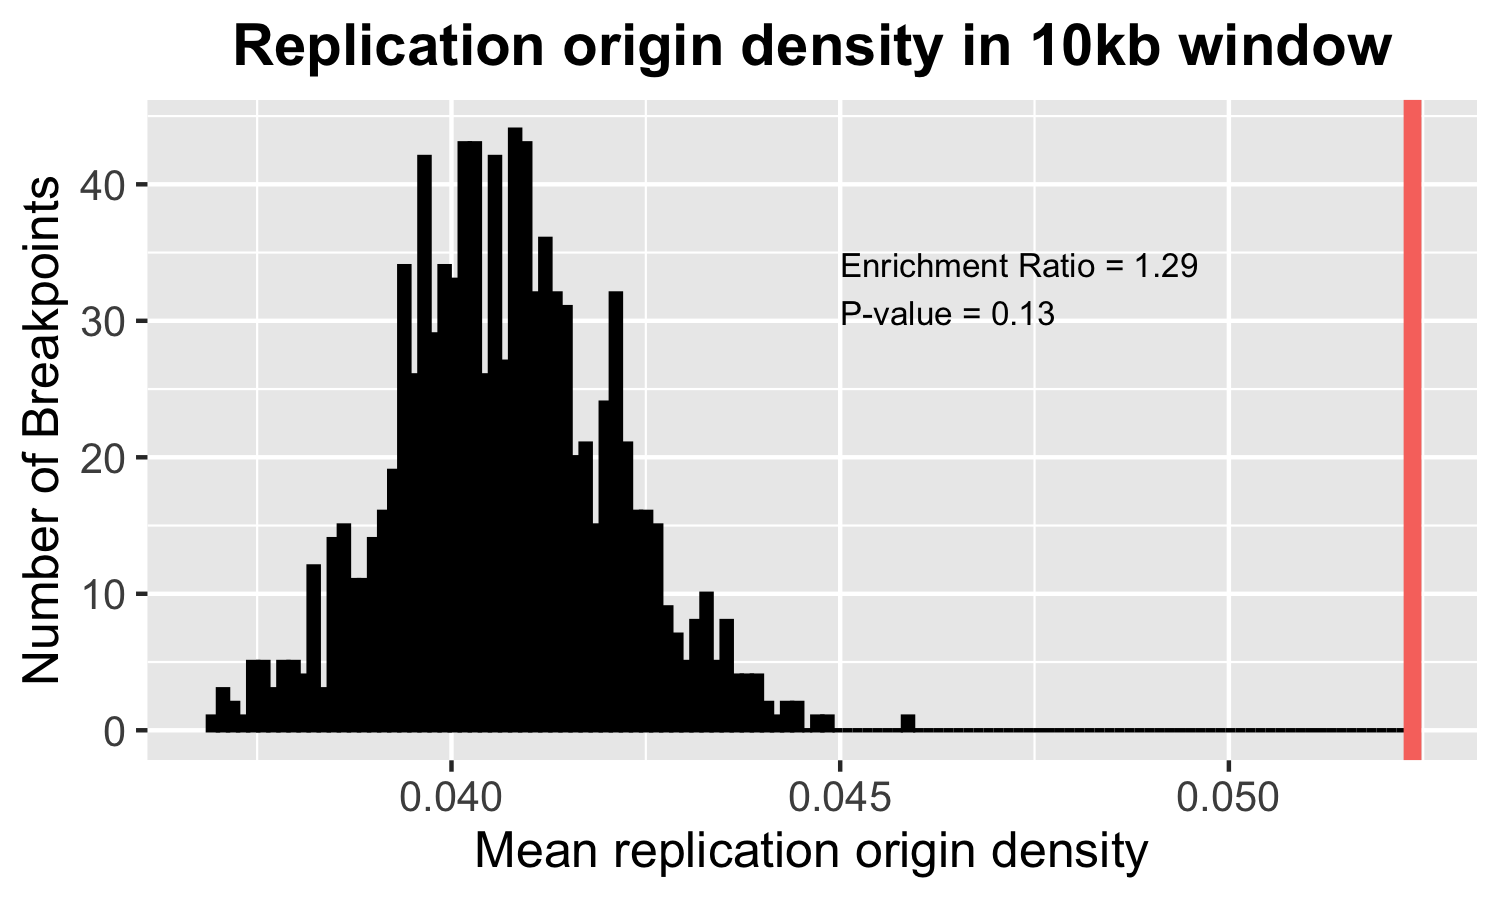 Replication origin density in 10kb window
Number of Breakpoints
40
30
20
10
0
Enrichment Ratio = 1.29
P-value = 0.13
0.040 0.045 0.050
Mean replication origin density